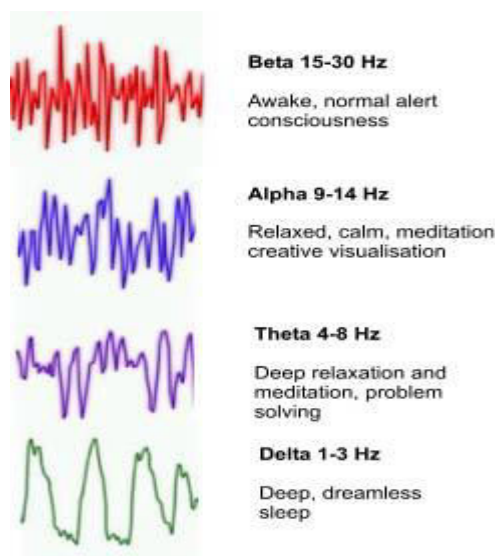 Beta 15-30 Hz
Awake, normal alert
consciousness
Alpha 9-14 Hz
Relaxed, calm, meditation
creative visualisation
Theta 4-8 Hz
Deep relaxation and
meditation, problem
solving
Delta 1-3 Hz
Deep, dreamless
sleep